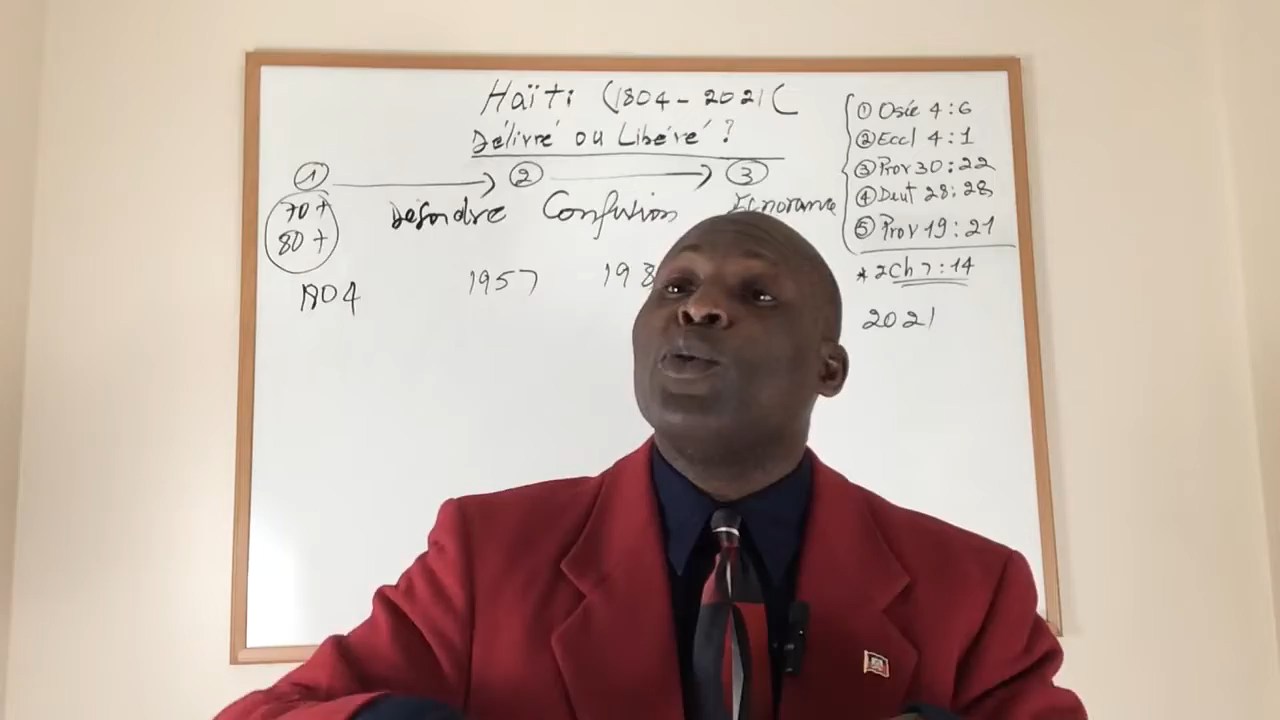 Haïti (1804 - 2021(
Délivré ou Libéré ?
① → ② → ③
70 +
80 +
Désordre Confusion Ignorance
1804 1957 198
① Osée 4 : 6
② Eccl 4 : 1
③ Prov 30 : 22
④ Deut 28 : 28
⑤ Prov 19 : 21
* 2Ch 7 : 14
2021